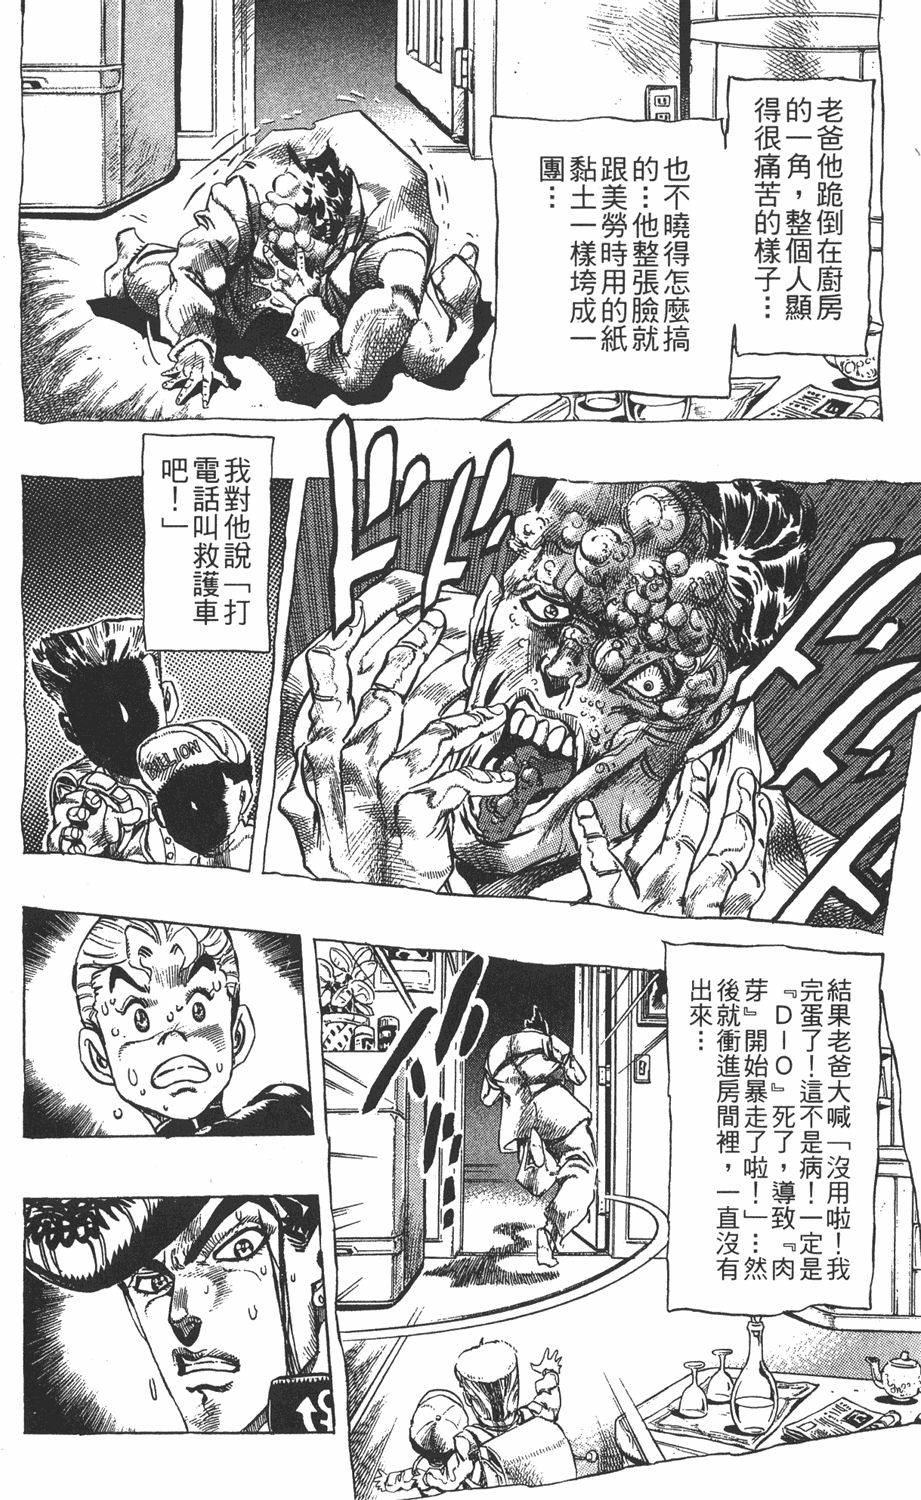 老爸他跪倒在廚房
的一角，整個人顯
得很痛苦的樣子…
也不曉得怎麼搞
的…他整張臉就
跟美勞時用的紙
黏土一樣垮成一
團…
ドドド
ドドド
我對他說「打
電話叫救護車
吧！」
結果老爸大喊「沒用啦！我
完蛋了！這不是病！一定是
『DIO』死了，導致『肉
芽』開始暴走了啦！」…然
後就衝進房間裡，一直沒有
出來…